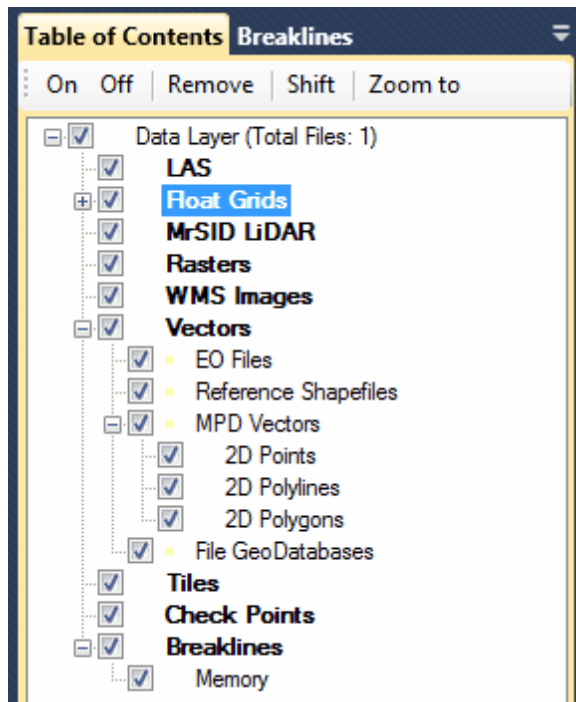 Table of Contents Breaklines
On Off Remove Shift Zoom to
Data Layer (Total Files: 1)
LAS
Float Grids
MrSID LiDAR
Rasters
WMS Images
Vectors
EO Files
Reference Shapefiles
MPD Vectors
2D Points
2D Polylines
2D Polygons
File GeoDatabases
Tiles
Check Points
Breaklines
Memory